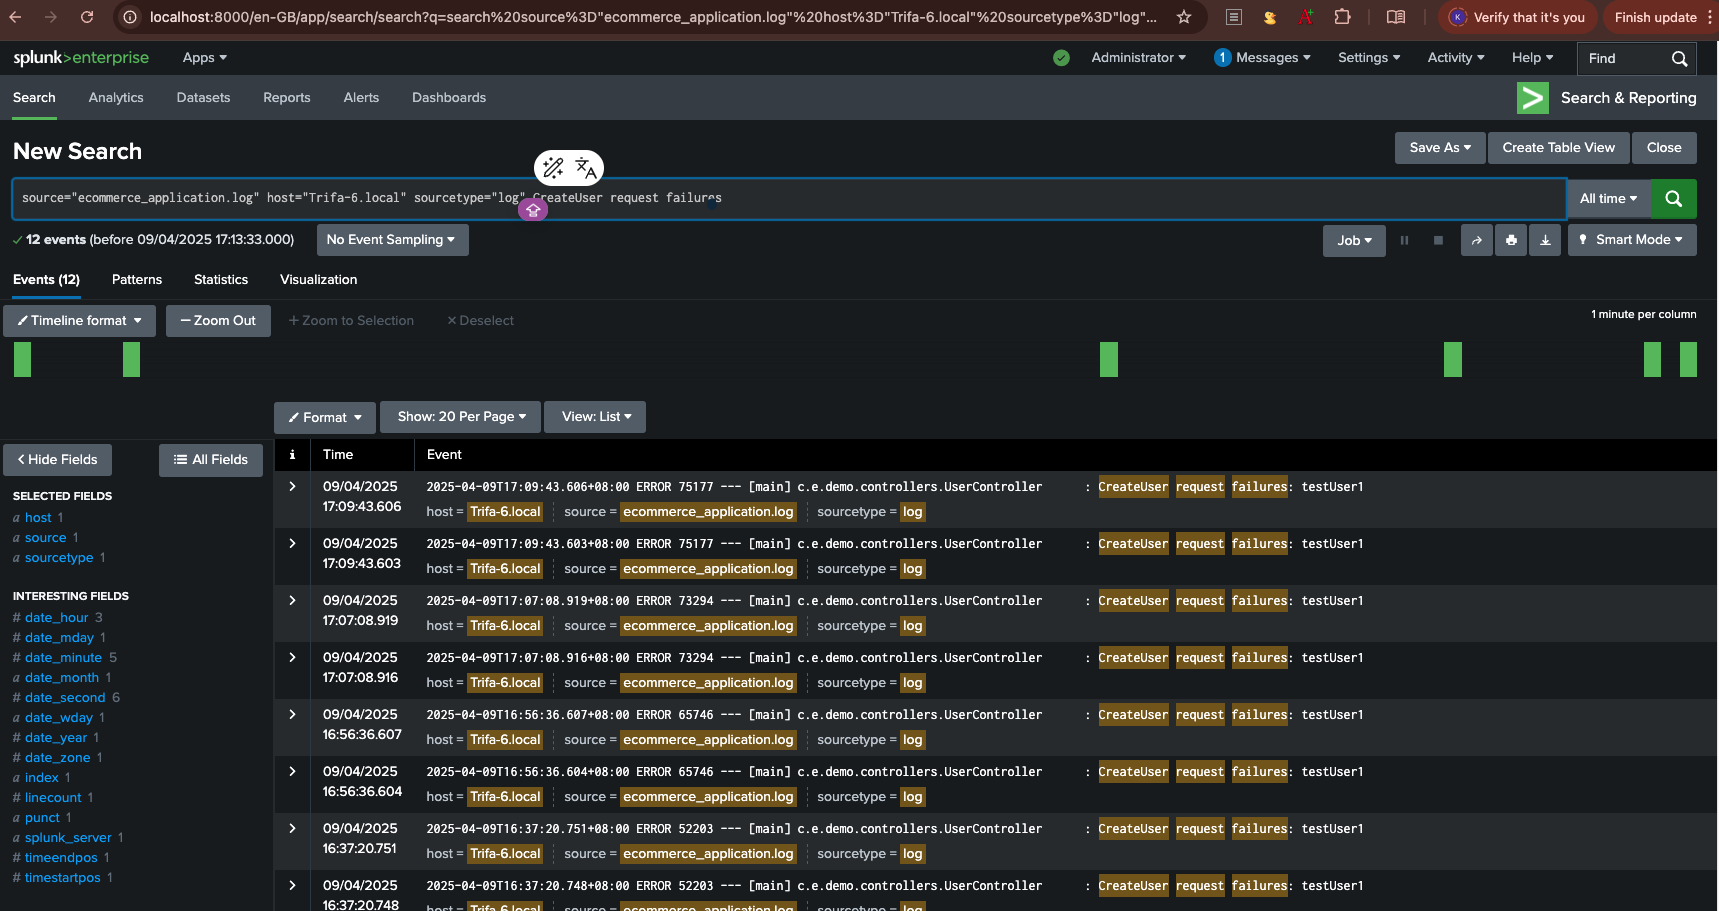 localhost:8000/en-GB/app/search/search?q=search%20source%3D"ecommerce_application.log"%20host%3D"Trifa-6.local"%20sourcetype%3D"log"...
K Verify that it's you
Finish update
splunk>enterprise Apps
Administrator 1 Messages Settings Activity Help Find
Search Analytics Datasets Reports Alerts Dashboards
> Search & Reporting
New Search
Save As Create Table View Close
source="ecommerce_application.log" host="Trifa-6.local" sourcetype="log" CreateUser request failures
All time
12 events (before 09/04/2025 17:13:33.000) No Event Sampling
Job Smart Mode
Events (12) Patterns Statistics Visualization
Timeline format — Zoom Out + Zoom to Selection × Deselect
1 minute per column
Format Show: 20 Per Page View: List
< Hide Fields All Fields
SELECTED FIELDS
a host 1
a source 1
a sourcetype 1
INTERESTING FIELDS
# date_hour 3
# date_mday 1
# date_minute 5
a date_month 1
# date_second 6
a date_wday 1
# date_year 1
# date_zone 1
a index 1
# linecount 1
a punct 1
a splunk_server 1
# timeendpos 1
# timestartpos 1
i Time Event
09/04/2025 17:09:43.606 2025-04-09T17:09:43.606+08:00 ERROR 75177 --- [main] c.e.demo.controllers.UserController : CreateUser request failures: testUser1
host = Trifa-6.local source = ecommerce_application.log sourcetype = log
09/04/2025 17:09:43.603 2025-04-09T17:09:43.603+08:00 ERROR 75177 --- [main] c.e.demo.controllers.UserController : CreateUser request failures: testUser1
host = Trifa-6.local source = ecommerce_application.log sourcetype = log
09/04/2025 17:07:08.919 2025-04-09T17:07:08.919+08:00 ERROR 73294 --- [main] c.e.demo.controllers.UserController : CreateUser request failures: testUser1
host = Trifa-6.local source = ecommerce_application.log sourcetype = log
09/04/2025 17:07:08.916 2025-04-09T17:07:08.916+08:00 ERROR 73294 --- [main] c.e.demo.controllers.UserController : CreateUser request failures: testUser1
host = Trifa-6.local source = ecommerce_application.log sourcetype = log
09/04/2025 16:56:36.607 2025-04-09T16:56:36.607+08:00 ERROR 65746 --- [main] c.e.demo.controllers.UserController : CreateUser request failures: testUser1
host = Trifa-6.local source = ecommerce_application.log sourcetype = log
09/04/2025 16:56:36.604 2025-04-09T16:56:36.604+08:00 ERROR 65746 --- [main] c.e.demo.controllers.UserController : CreateUser request failures: testUser1
host = Trifa-6.local source = ecommerce_application.log sourcetype = log
09/04/2025 16:37:20.751 2025-04-09T16:37:20.751+08:00 ERROR 52203 --- [main] c.e.demo.controllers.UserController : CreateUser request failures: testUser1
host = Trifa-6.local source = ecommerce_application.log sourcetype = log
09/04/2025 16:37:20.748 2025-04-09T16:37:20.748+08:00 ERROR 52203 --- [main] c.e.demo.controllers.UserController : CreateUser request failures: testUser1
host = Trifa-6.local source = ecommerce_application.log sourcetype = log